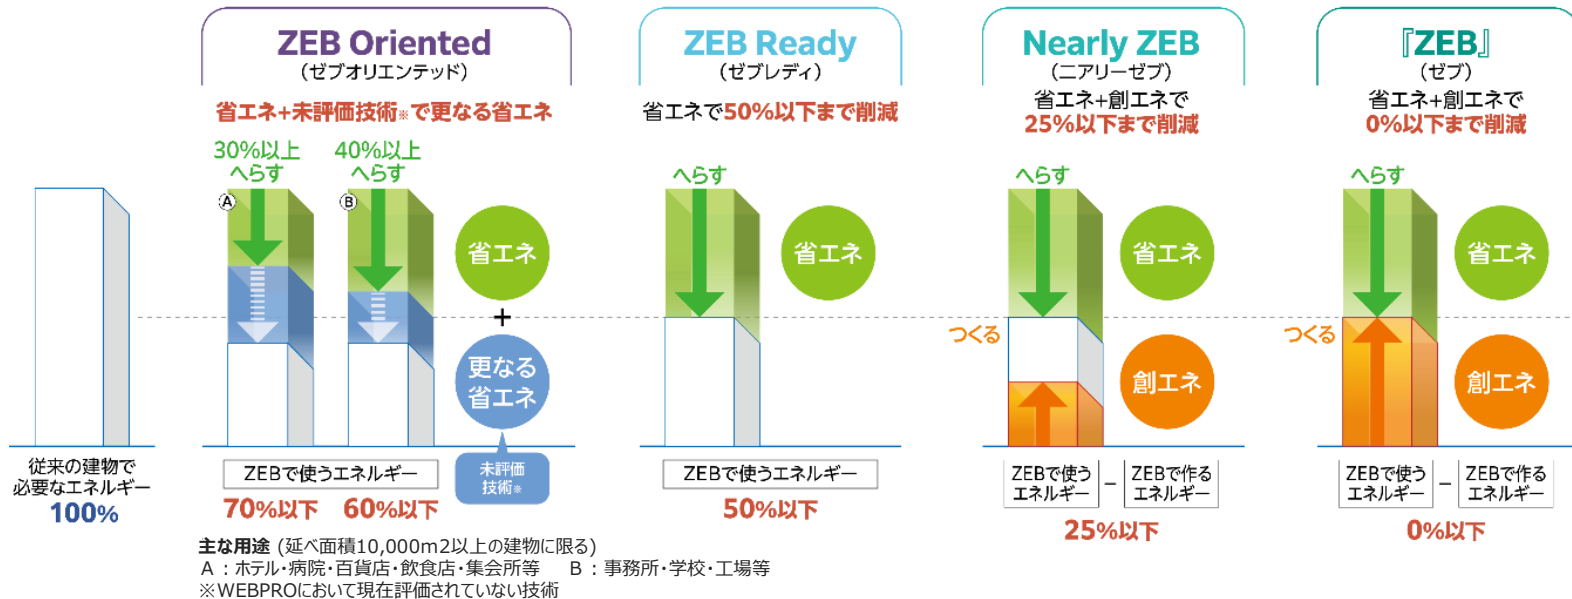 ZEB Oriented
(ゼブオリエンテッド)
省エネ+未評価技術※で更なる省エネ
30%以上
へらす
40%以上
へらす
Ⓐ
Ⓑ
省エネ
+
更なる
省エネ
未評価
技術※
ZEBで使うエネルギー
70%以下
60%以下
ZEB Ready
(ゼブレディ)
省エネで50%以下まで削減
へらす
省エネ
ZEBで使うエネルギー
50%以下
Nearly ZEB
(ニアリーゼブ)
省エネ+創エネで
25%以下まで削減
へらす
省エネ
つくる
創エネ
ZEBで使う
エネルギー
−
ZEBで作る
エネルギー
25%以下
『ZEB』
(ゼブ)
省エネ+創エネで
0%以下まで削減
へらす
省エネ
つくる
創エネ
ZEBで使う
エネルギー
−
ZEBで作る
エネルギー
0%以下
従来の建物で
必要なエネルギー
100%
主な用途 (延べ面積10,000m2以上の建物に限る)
A:ホテル・病院・百貨店・飲食店・集会所等 B:事務所・学校・工場等
※WEBPROにおいて現在評価されていない技術